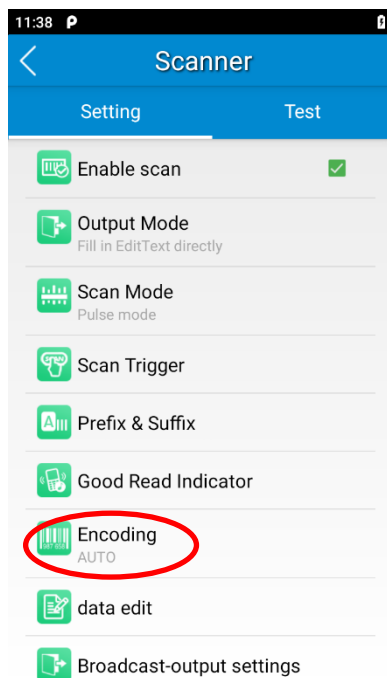 11:38
Scanner
Setting Test
Enable scan
Output Mode
Fill in EditText directly
Scan Mode
Pulse mode
Scan Trigger
Prefix & Suffix
Good Read Indicator
Encoding
AUTO
data edit
Broadcast-output settings